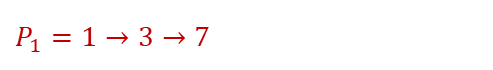 P₁ = 1 → 3 → 7